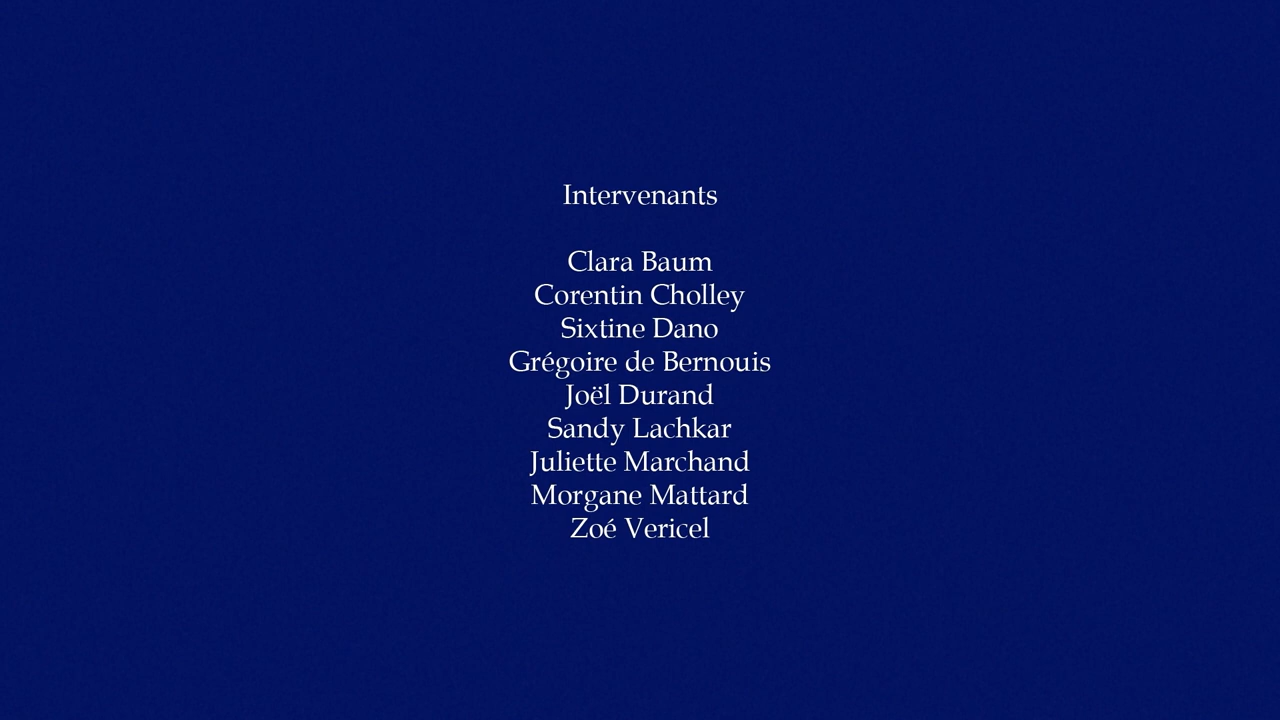 Intervenants
Clara Baum
Corentin Cholley
Sixtine Dano
Grégoire de Bernouis
Joël Durand
Sandy Lachkar
Juliette Marchand
Morgane Mattard
Zoé Vericel